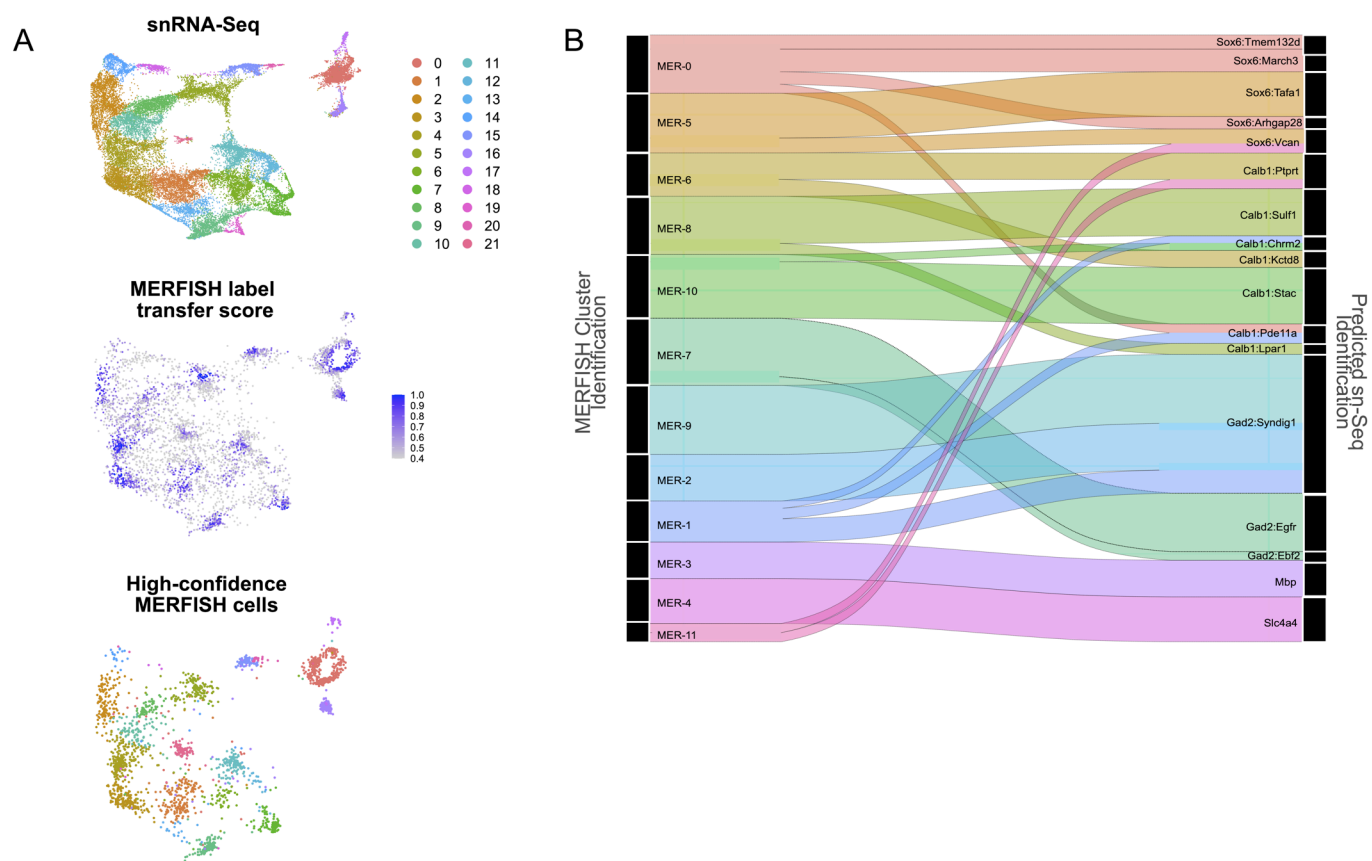 A
snRNA-Seq
0
1
2
3
4
5
6
7
8
9
10
11
12
13
14
15
16
17
18
19
20
21
MERFISH label
transfer score
1.0
0.9
0.8
0.7
0.6
0.5
0.4
High-confidence
MERFISH cells
B
MERFISH Cluster
Identification
MER-0
MER-5
MER-6
MER-8
MER-10
MER-7
MER-9
MER-2
MER-1
MER-3
MER-4
MER-11
Sox6:Tmem132d
Sox6:March3
Sox6:Tafa1
Sox6:Arhgap28
Sox6:Vcan
Calb1:Ptprt
Calb1:Sulf1
Calb1:Chrm2
Calb1:Kctd8
Calb1:Stac
Calb1:Pde11a
Calb1:Lpar1
Gad2:Syndig1
Gad2:Egfr
Gad2:Ebf2
Mbp
Slc4a4
Predicted sn-Seq
Identification